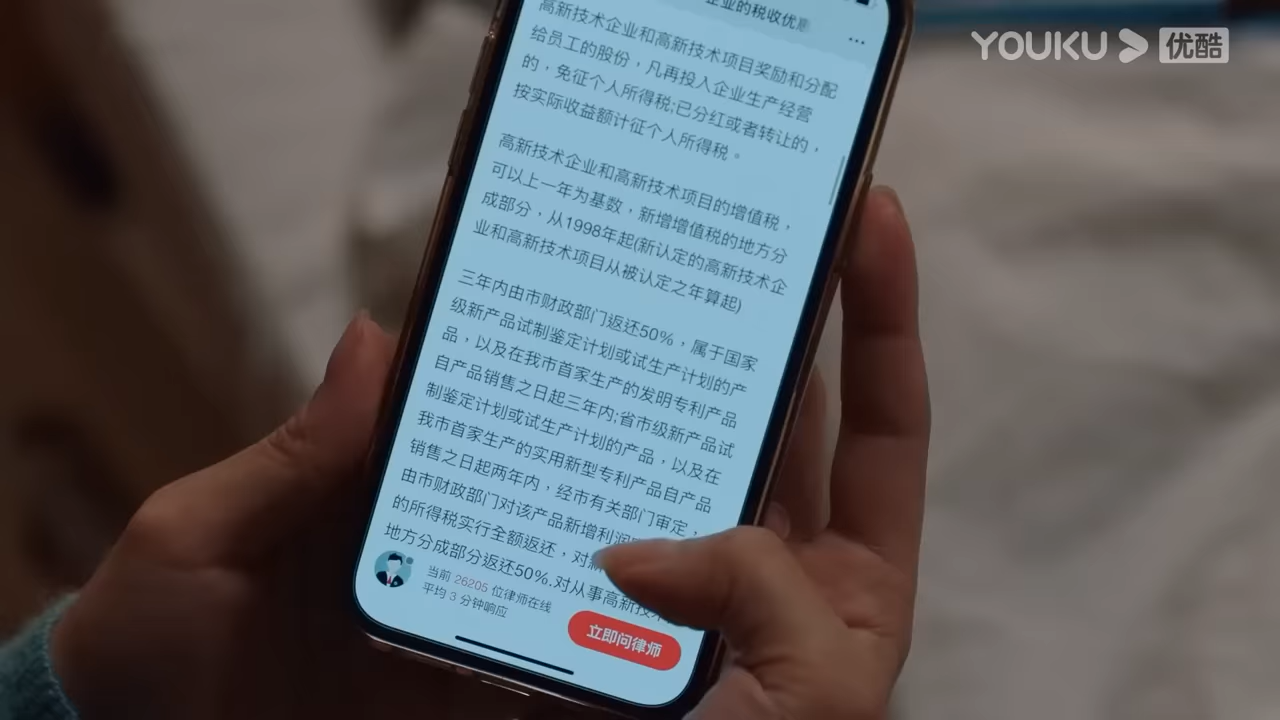 YOUKU 优酷
企业的税收优惠
高新技术企业和高新技术项目奖励和分配
给员工的股份，凡再投入企业生产经营
的，免征个人所得税;已分红或者转让的，
按实际收益额计征个人所得税。
高新技术企业和高新技术项目的增值税，
可以上一年为基数，新增增值税的地方分
成部分，从1998年起(新认定的高新技术企
业和高新技术项目从被认定之年算起)
三年内由市财政部门返还50%，属于国家
级新产品试制鉴定计划或试生产计划的产
品，以及在我市首家生产的发明专利产品
自产品销售之日起三年内;省市级新产品试
制鉴定计划或试生产计划的产品，以及在
我市首家生产的实用新型专利产品自产品
销售之日起两年内，经市有关部门审定，
由市财政部门对该产品新增利润
的所得税实行全额返还，对新
地方分成部分返还50%.对从事高新技术
当前 26205 位律师在线
平均 3 分钟响应
立即问律师